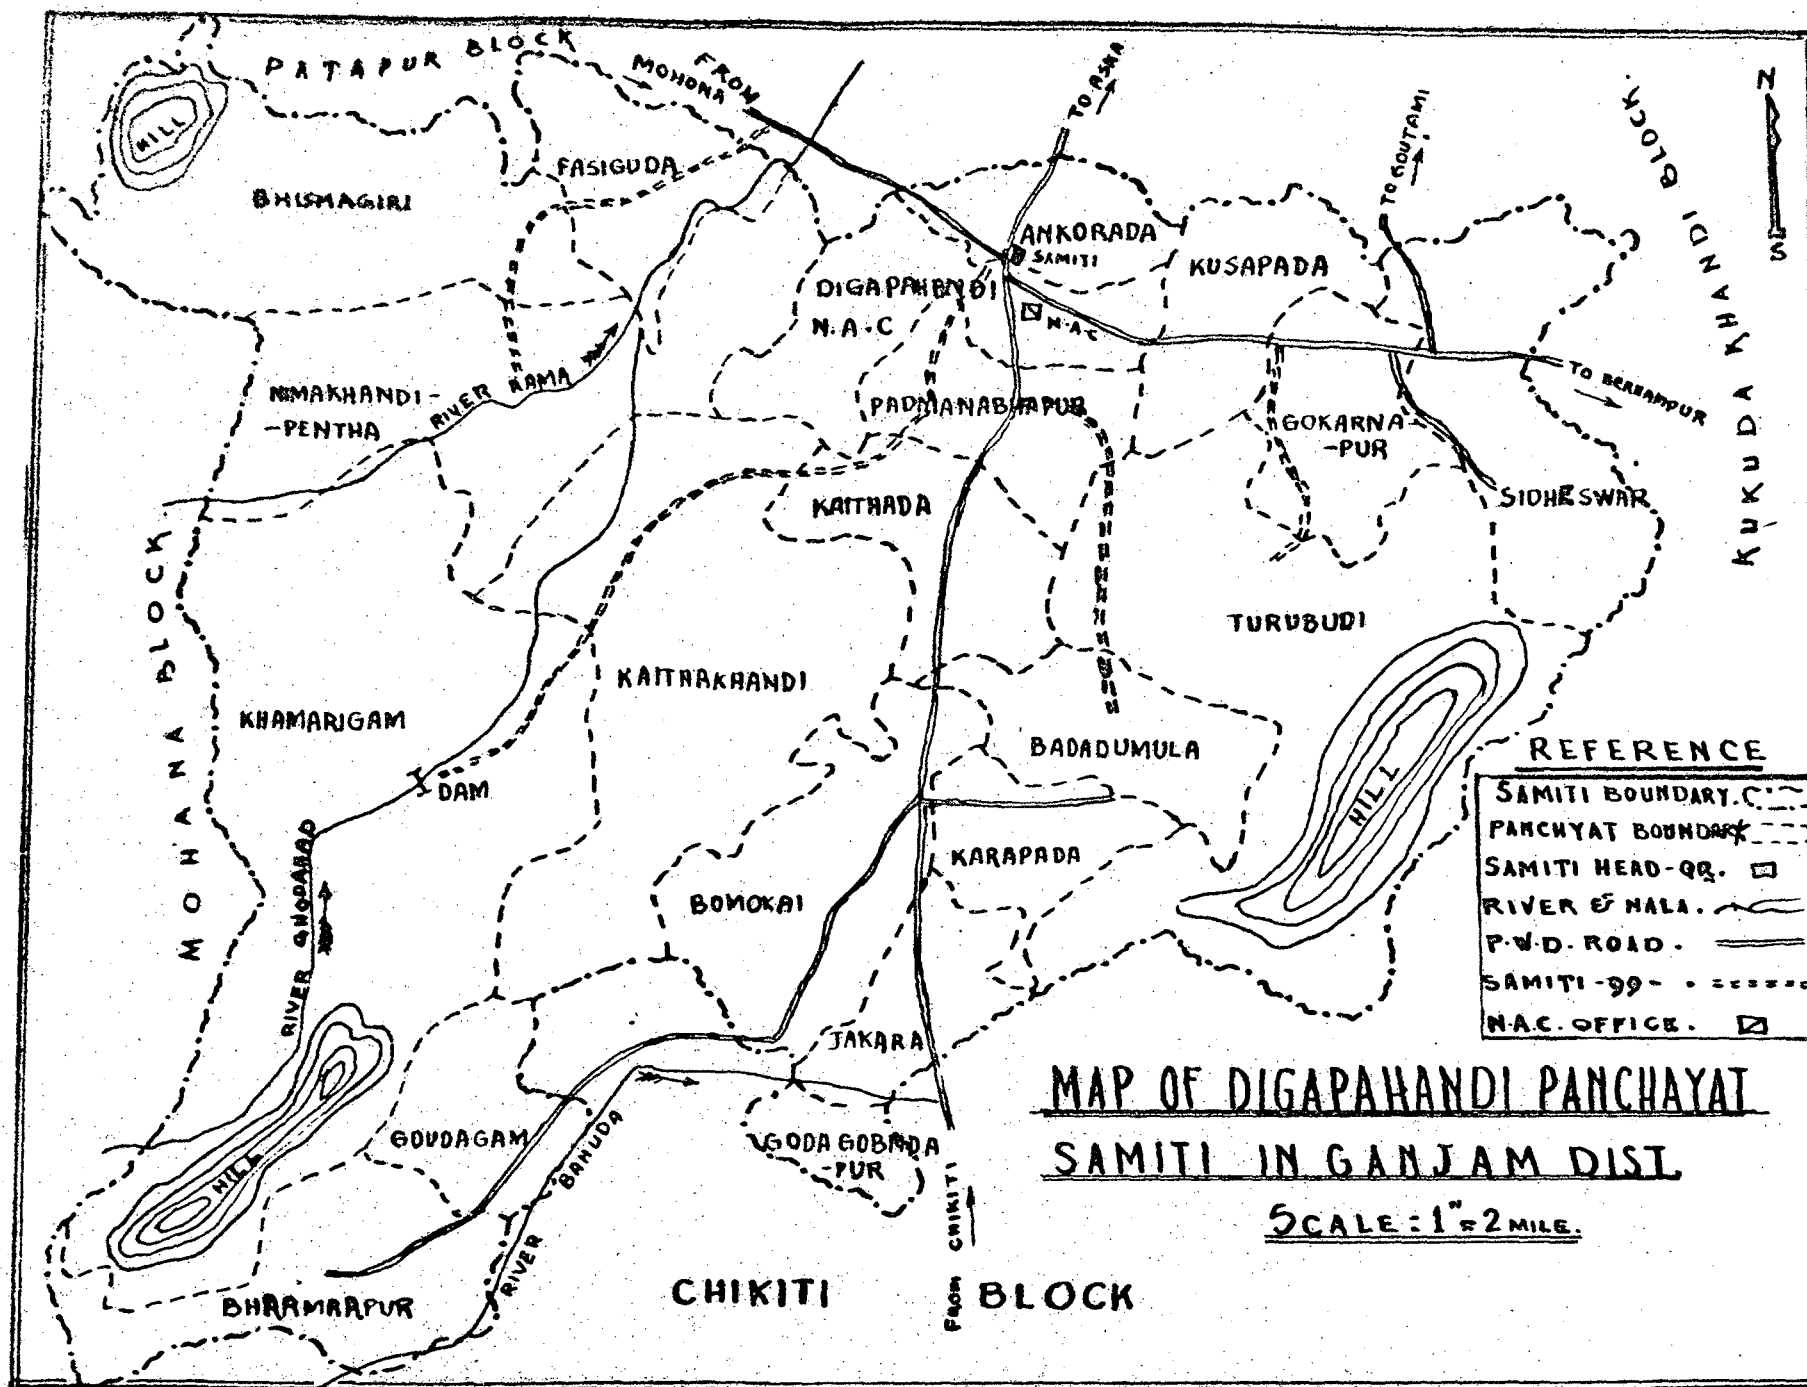 PATAPUR BLOCK
FROM
MOHONA
TO ASKA
TO GOUTAMI
KUKUDA KHANDI BLOCK.
N
S
HILL
BHISMAGIRI
FASIGUDA
ANKORADA
SAMITI
KUSAPADA
DIGAPAHANDI
N.A.C
N.A.C
NIMAKHANDI-
-PENTHA
RIVER RAMA
PADMANABHAPUR
GOKARNA
-PUR
TO BERHAMPUR
KAITHADA
SIDHESWAR
MOHANA BLOCK
TURUBUDI
KAITHAKHANDI
KHAMARIGAM
BADADUMULA
DAM
HILL
KARAPADA
BOMOKAI
RIVER GHODAHAD
JAKARA
GOUDAGAM
HILL
RIVER BAHUDA
GODA GOBADA
-PUR
FROM CHIKITI
BHARMARAPUR
CHIKITI BLOCK
REFERENCE
SAMITI BOUNDARY.
PANCHYAT BOUNDARY
SAMITI HEAD-QR.
RIVER & NALA.
P.W.D. ROAD.
SAMITI -99-
N.A.C. OFFICE.
MAP OF DIGAPAHANDI PANCHAYAT
SAMITI IN GANJAM DIST.
SCALE: 1"=2 MILE.